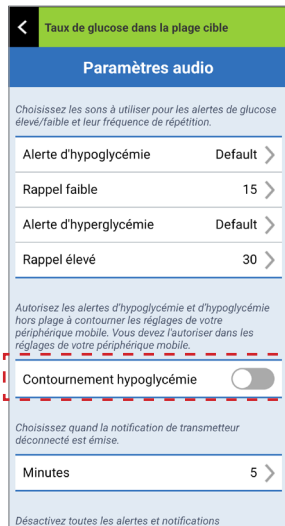 Taux de glucose dans la plage cible
Paramètres audio
Choisissez les sons à utiliser pour les alertes de glucose
élevé/faible et leur fréquence de répétition.
Alerte d'hypoglycémie Default
Rappel faible 15
Alerte d'hyperglycémie Default
Rappel élevé 30
Autorisez les alertes d'hypoglycémie et d'hypoglycémie
hors plage à contourner les réglages de votre
périphérique mobile. Vous devez l'autoriser dans les
réglages de votre périphérique mobile.
Contournement hypoglycémie
Choisissez quand la notification de transmetteur
déconnecté est émise.
Minutes 5
Désactivez toutes les alertes et notifications